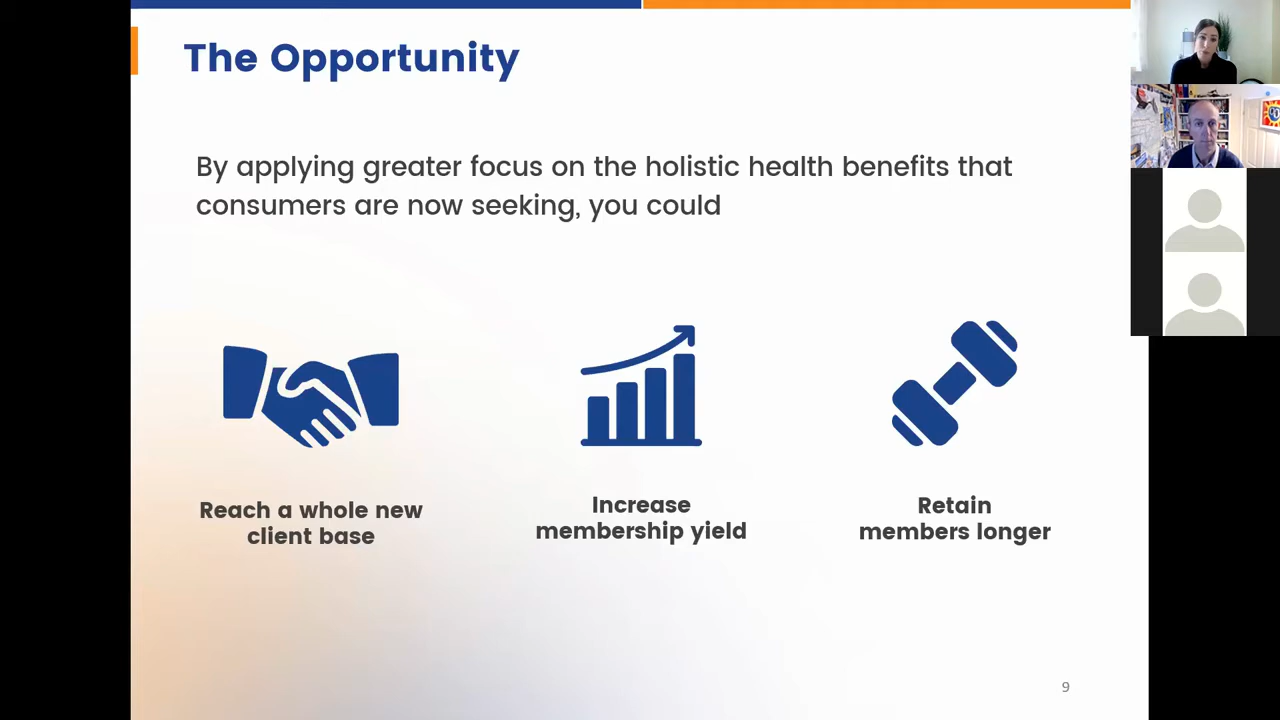 The Opportunity
By applying greater focus on the holistic health benefits that
consumers are now seeking, you could
Reach a whole new
client base
Increase
membership yield
Retain
members longer
9